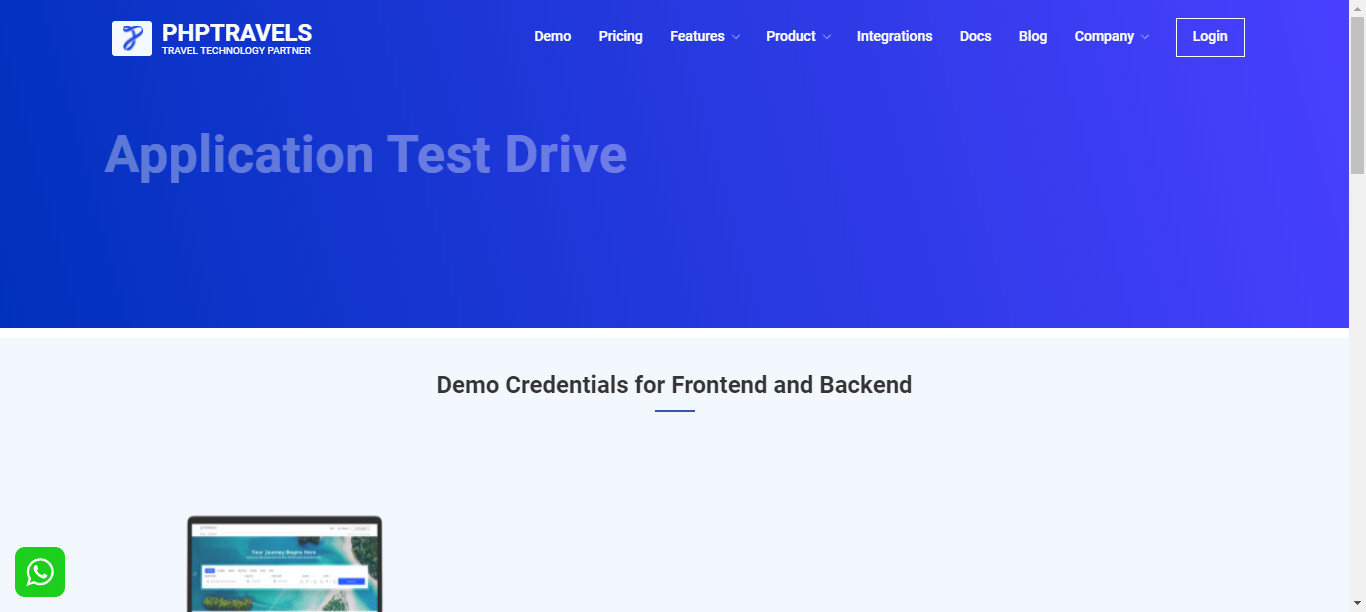 PHPTRAVELS
TRAVEL TECHNOLOGY PARTNER
Demo Pricing Features Product Integrations Docs Blog Company Login
Application Test Drive
Demo Credentials for Frontend and Backend
Your Journey Begins Here